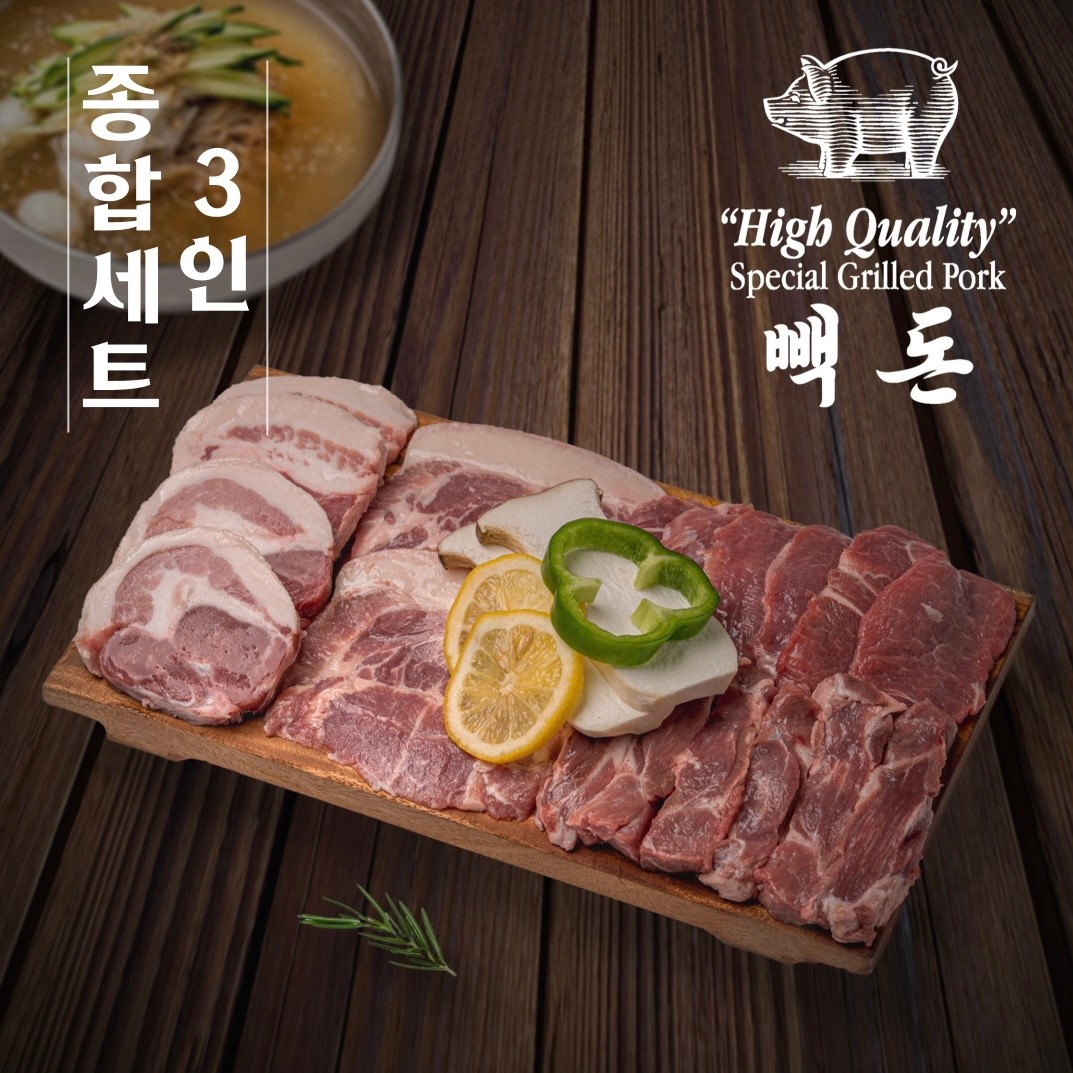 종합세트
3인
“High Quality”
Special Grilled Pork
빽 돈